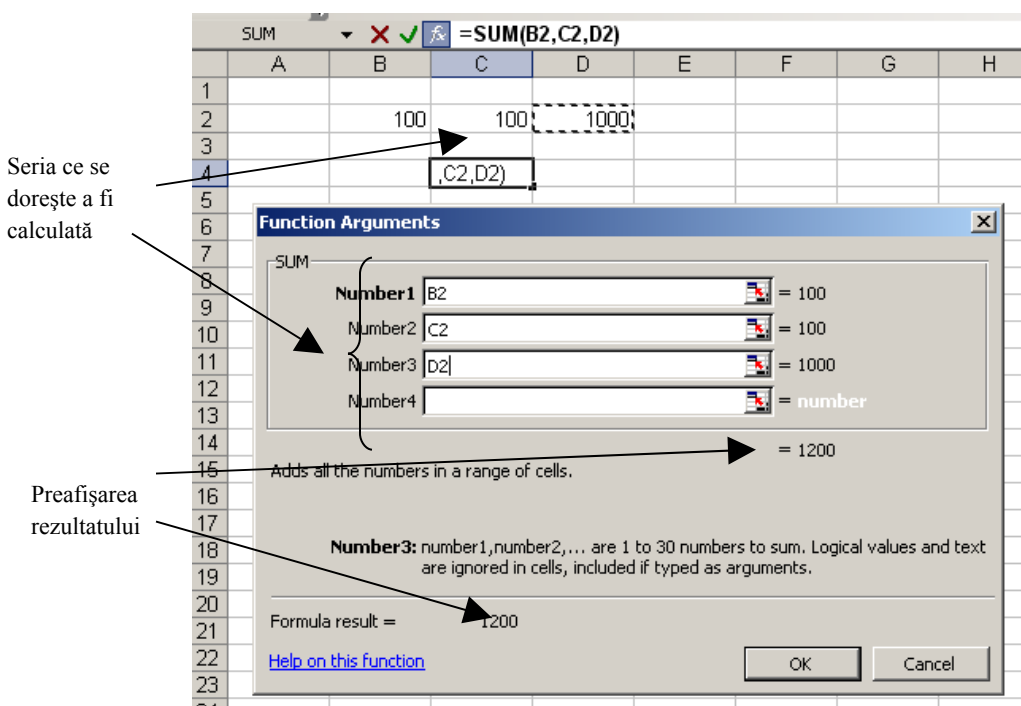 SUM =SUM(B2,C2,D2)
A B C D E F G H
1
2 100 100 1000
3
4 ,C2,D2)
5
6
7
8
9
10
11
12
13
14
15
16
17
18
19
20
21
22
23
Seria ce se
dorește a fi
calculată
Function Arguments
SUM
Number1 B2 = 100
Number2 C2 = 100
Number3 D2 = 1000
Number4 = number
= 1200
Adds all the numbers in a range of cells.
Preafişarea
rezultatului
Number3: number1,number2,... are 1 to 30 numbers to sum. Logical values and text
are ignored in cells, included if typed as arguments.
Formula result = 1200
Help on this function
OK Cancel